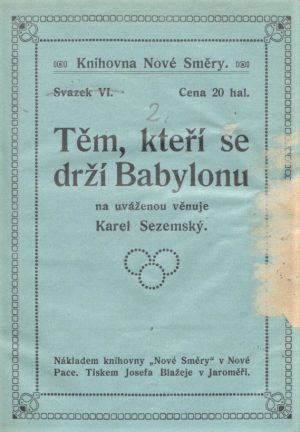 Knihovna Nové Směry.
Svazek VI. Cena 20 hal.
2.
Těm, kteří se
drží Babylonu
na uváženou věnuje
Karel Sezemský.
Nákladem knihovny „Nové Směry" v Nové
Pace. Tiskem Josefa Blažeje v Jaroměři.